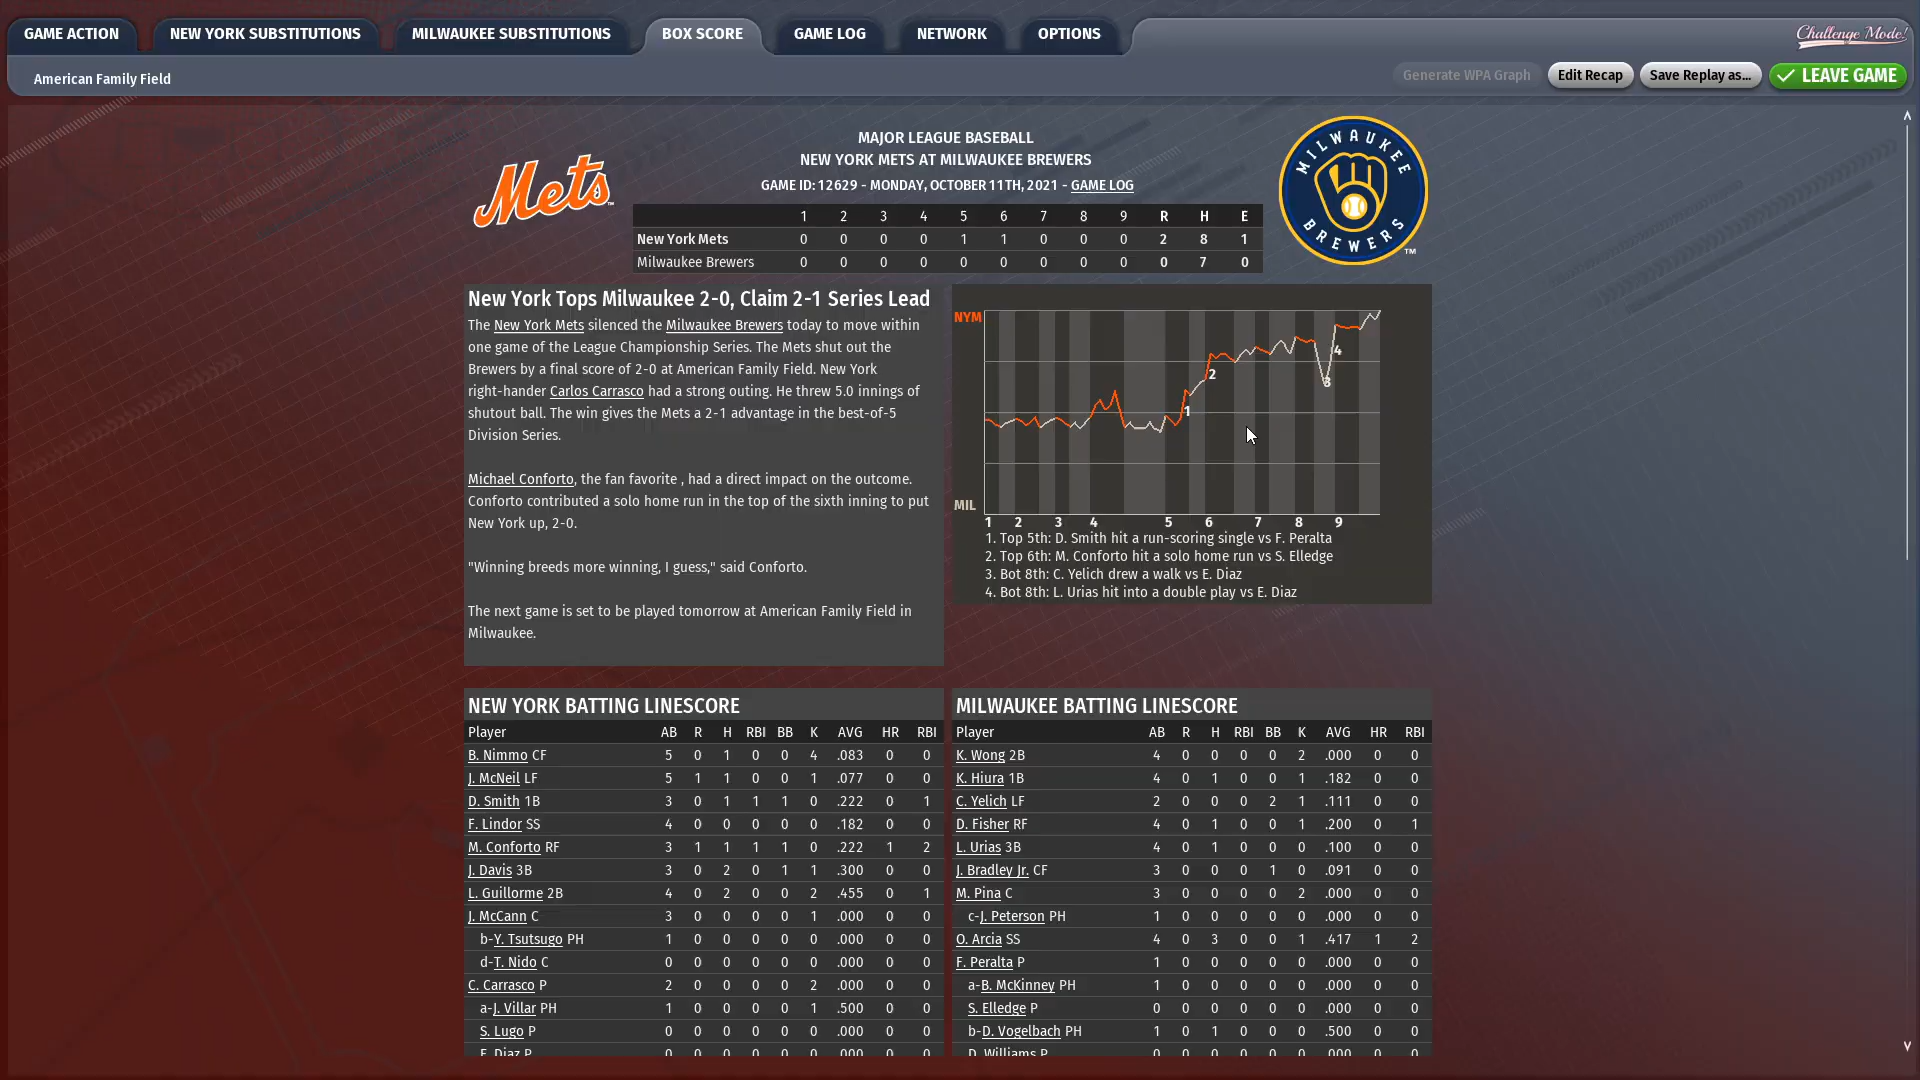 GAME ACTION NEW YORK SUBSTITUTIONS MILWAUKEE SUBSTITUTIONS BOX SCORE GAME LOG NETWORK OPTIONS Challenge Mode!
American Family Field Generate WPA Graph Edit Recap Save Replay as... LEAVE GAME
Mets
MILWAUKEE BREWERS
MAJOR LEAGUE BASEBALL
NEW YORK METS AT MILWAUKEE BREWERS
GAME ID: 12629 - MONDAY, OCTOBER 11TH, 2021 - GAME LOG
1 2 3 4 5 6 7 8 9 R H E
New York Mets 0 0 0 0 1 1 0 0 0 2 8 1
Milwaukee Brewers 0 0 0 0 0 0 0 0 0 0 7 0
New York Tops Milwaukee 2-0, Claim 2-1 Series Lead
The New York Mets silenced the Milwaukee Brewers today to move within
one game of the League Championship Series. The Mets shut out the
Brewers by a final score of 2-0 at American Family Field. New York
right-hander Carlos Carrasco had a strong outing. He threw 5.0 innings of
shutout ball. The win gives the Mets a 2-1 advantage in the best-of-5
Division Series.
Michael Conforto, the fan favorite , had a direct impact on the outcome.
Conforto contributed a solo home run in the top of the sixth inning to put
New York up, 2-0.
"Winning breeds more winning, I guess," said Conforto.
The next game is set to be played tomorrow at American Family Field in
Milwaukee.
NYM
4
2
3
1
MIL
1 2 3 4 5 6 7 8 9
1. Top 5th: D. Smith hit a run-scoring single vs F. Peralta
2. Top 6th: M. Conforto hit a solo home run vs S. Elledge
3. Bot 8th: C. Yelich drew a walk vs E. Diaz
4. Bot 8th: L. Urias hit into a double play vs E. Diaz
NEW YORK BATTING LINESCORE
Player AB R H RBI BB K AVG HR RBI
B. Nimmo CF 5 0 1 0 0 4 .083 0 0
J. McNeil LF 5 1 1 0 0 1 .077 0 0
D. Smith 1B 3 0 1 1 1 0 .222 0 1
F. Lindor SS 4 0 0 0 0 0 .182 0 0
M. Conforto RF 3 1 1 1 1 0 .222 1 2
J. Davis 3B 3 0 2 0 1 1 .300 0 0
L. Guillorme 2B 4 0 2 0 0 2 .455 0 1
J. McCann C 3 0 0 0 0 1 .000 0 0
b-Y. Tsutsugo PH 1 0 0 0 0 0 .000 0 0
d-T. Nido C 0 0 0 0 0 0 .000 0 0
C. Carrasco P 2 0 0 0 0 2 .000 0 0
a-J. Villar PH 1 0 0 0 0 1 .500 0 0
S. Lugo P 0 0 0 0 0 0 .000 0 0
E. Diaz P 0 0 0 0 0 0 .000 0 0
MILWAUKEE BATTING LINESCORE
Player AB R H RBI BB K AVG HR RBI
K. Wong 2B 4 0 0 0 0 2 .000 0 0
K. Hiura 1B 4 0 1 0 0 1 .182 0 0
C. Yelich LF 2 0 0 0 2 1 .111 0 0
D. Fisher RF 4 0 1 0 0 1 .200 0 1
L. Urias 3B 4 0 1 0 0 0 .100 0 0
J. Bradley Jr. CF 3 0 0 0 1 0 .091 0 0
M. Pina C 3 0 0 0 0 2 .000 0 0
c-J. Peterson PH 1 0 0 0 0 0 .000 0 0
O. Arcia SS 4 0 3 0 0 1 .417 1 2
F. Peralta P 1 0 0 0 0 0 .000 0 0
a-B. McKinney PH 1 0 0 0 0 0 .000 0 0
S. Elledge P 0 0 0 0 0 0 .000 0 0
b-D. Vogelbach PH 1 0 1 0 0 0 .500 0 0
D. Williams P 0 0 0 0 0 0 .000 0 0